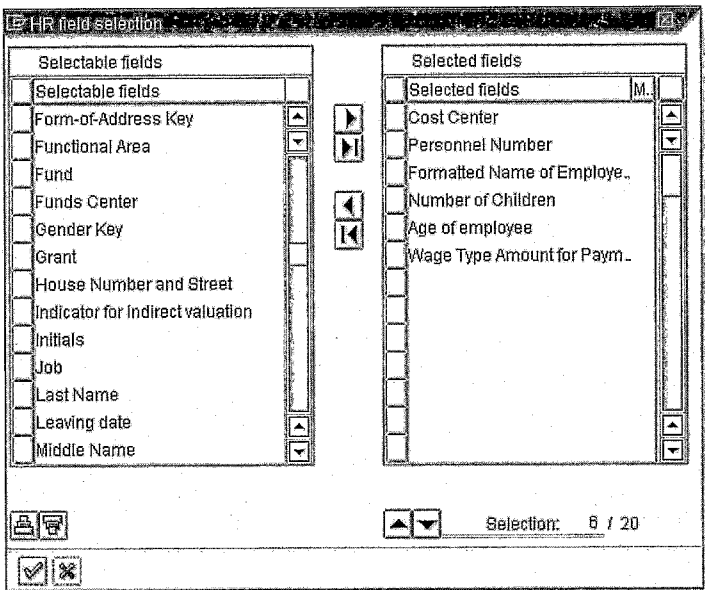 HR field selection
Selectable fields
Selectable fields
Form-of-Address Key
Functional Area
Fund
Funds Center
Gender Key
Grant
House Number and Street
Indicator for indirect valuation
Initials
Job
Last Name
Leaving date
Middle Name
Selected fields
Selected fields M..
Cost Center
Personnel Number
Formatted Name of Employe..
Number of Children
Age of employee
Wage Type Amount for Paym..
Selection: 6 / 20